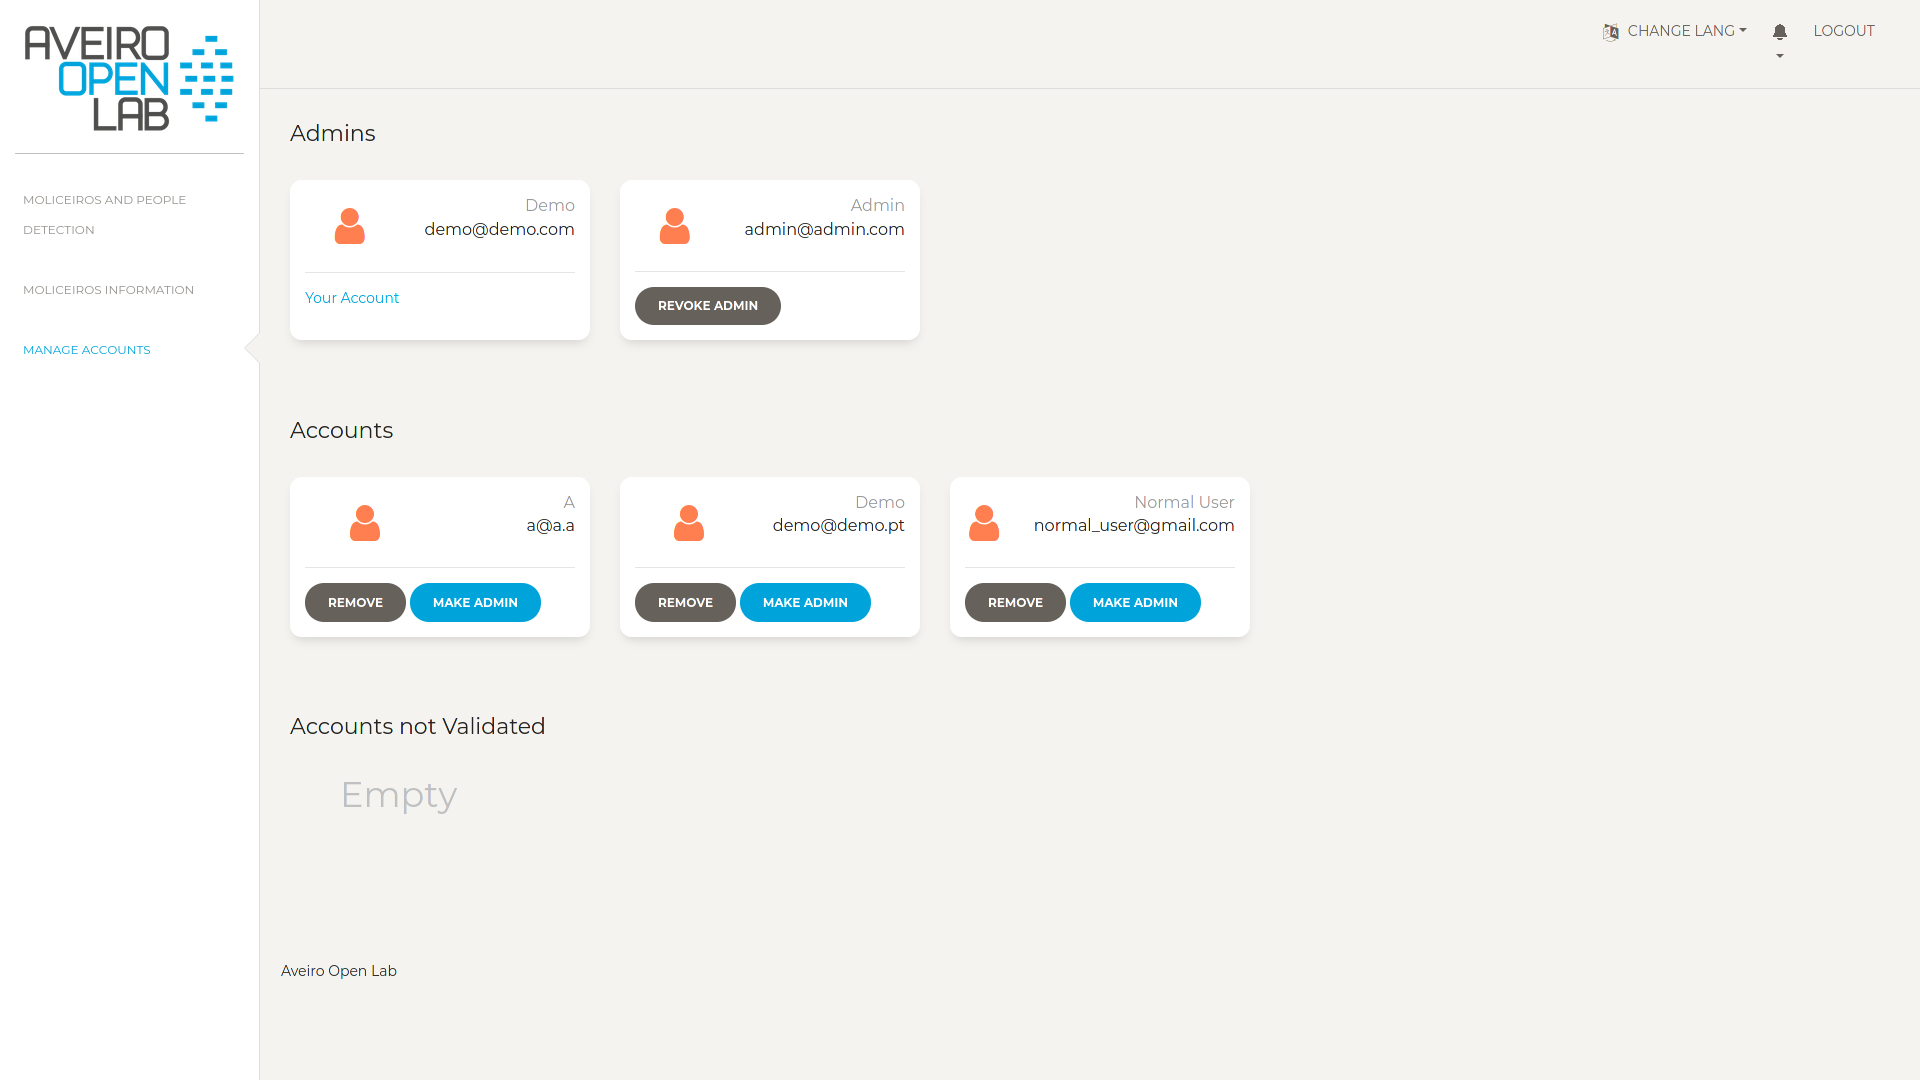 AVEIRO
OPEN
LAB
MOLICEIROS AND PEOPLE
DETECTION
MOLICEIROS INFORMATION
MANAGE ACCOUNTS
CHANGE LANG
LOGOUT
Admins
Demo
demo@demo.com
Your Account
Admin
admin@admin.com
REVOKE ADMIN
Accounts
A
a@a.a
REMOVE MAKE ADMIN
Demo
demo@demo.pt
REMOVE MAKE ADMIN
Normal User
normal_user@gmail.com
REMOVE MAKE ADMIN
Accounts not Validated
Empty
Aveiro Open Lab